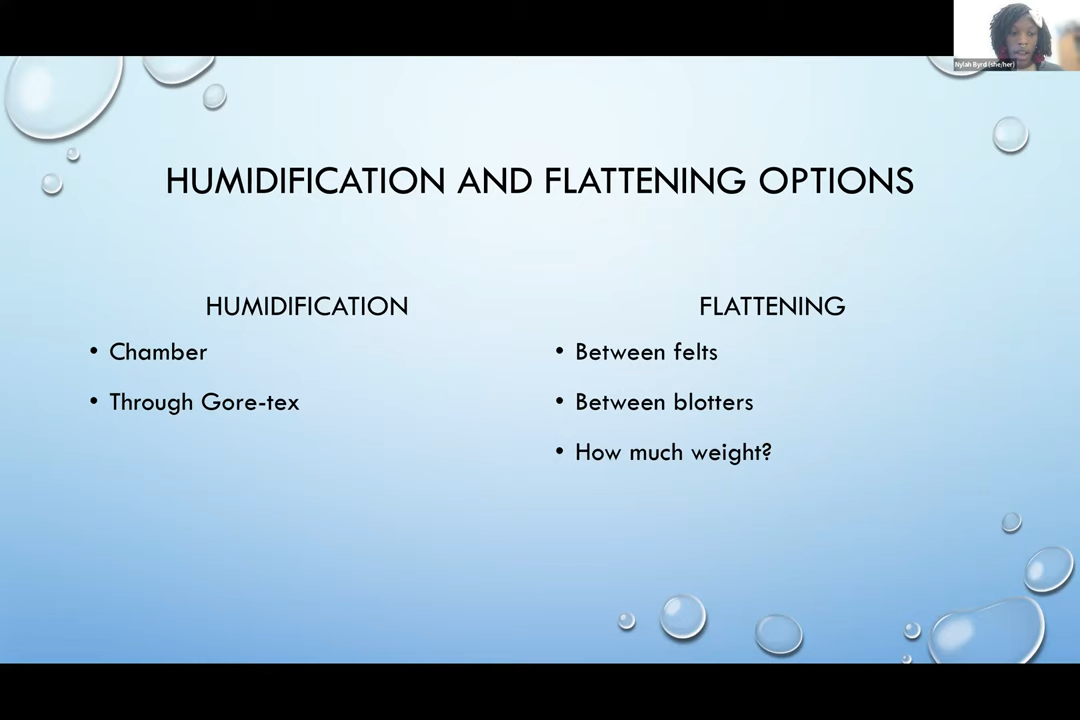 Nylah Byrd (she/her)
HUMIDIFICATION AND FLATTENING OPTIONS
HUMIDIFICATION
• Chamber
• Through Gore-tex
FLATTENING
• Between felts
• Between blotters
• How much weight?